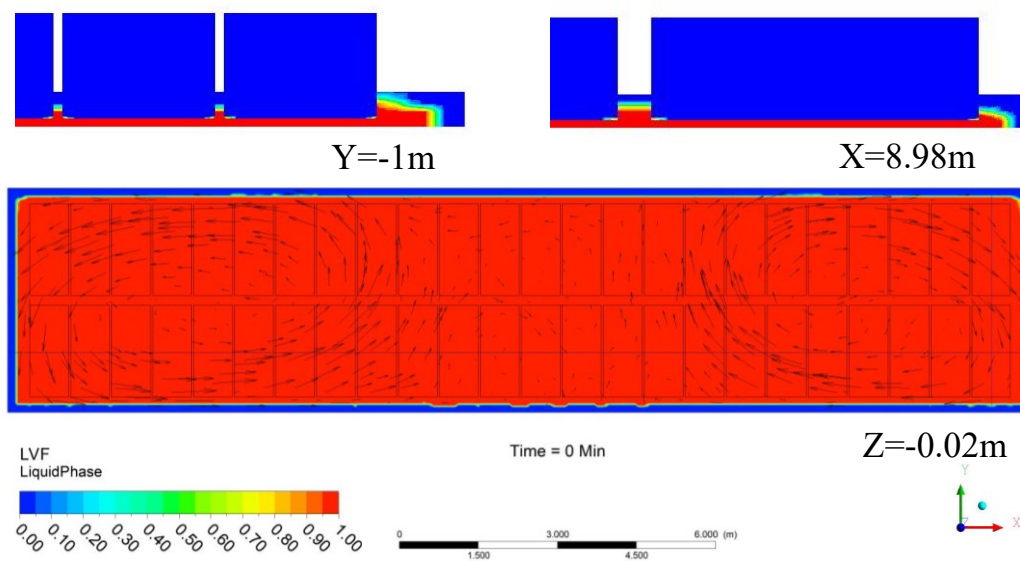 Y=-1m
X=8.98m
Z=-0.02m
LVF
LiquidPhase
Time = 0 Min
0.00 0.10 0.20 0.30 0.40 0.50 0.60 0.70 0.80 0.90 1.00
0 3.000 6.000 (m)
1.500 4.500
Y
Z X